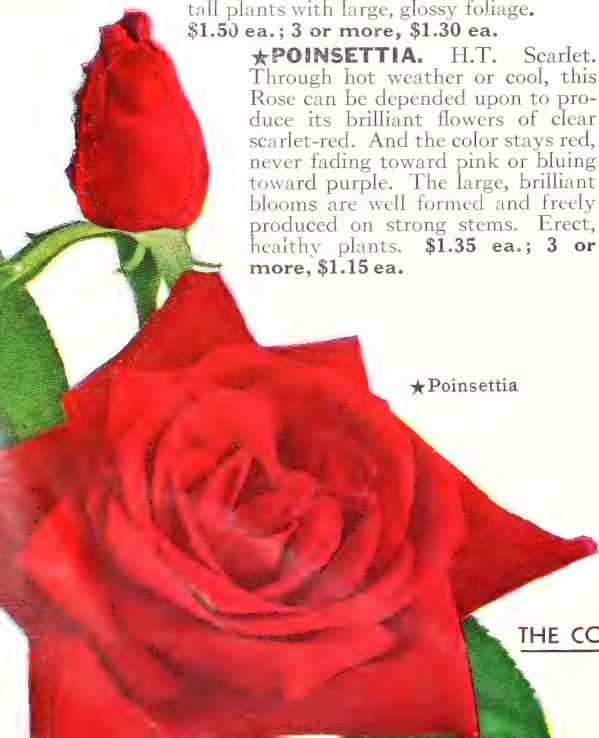 tall plants with large, glossy foliage.
$1.50 ea.; 3 or more, $1.30 ea.
★POINSETTIA. H.T. Scarlet.
Through hot weather or cool, this
Rose can be depended upon to pro-
duce its brilliant flowers of clear
scarlet-red. And the color stays red,
never fading toward pink or bluing
toward purple. The large, brilliant
blooms are well formed and freely
produced on strong stems. Erect,
healthy plants. $1.35 ea.; 3 or
more, $1.15 ea.
★Poinsettia
THE CO